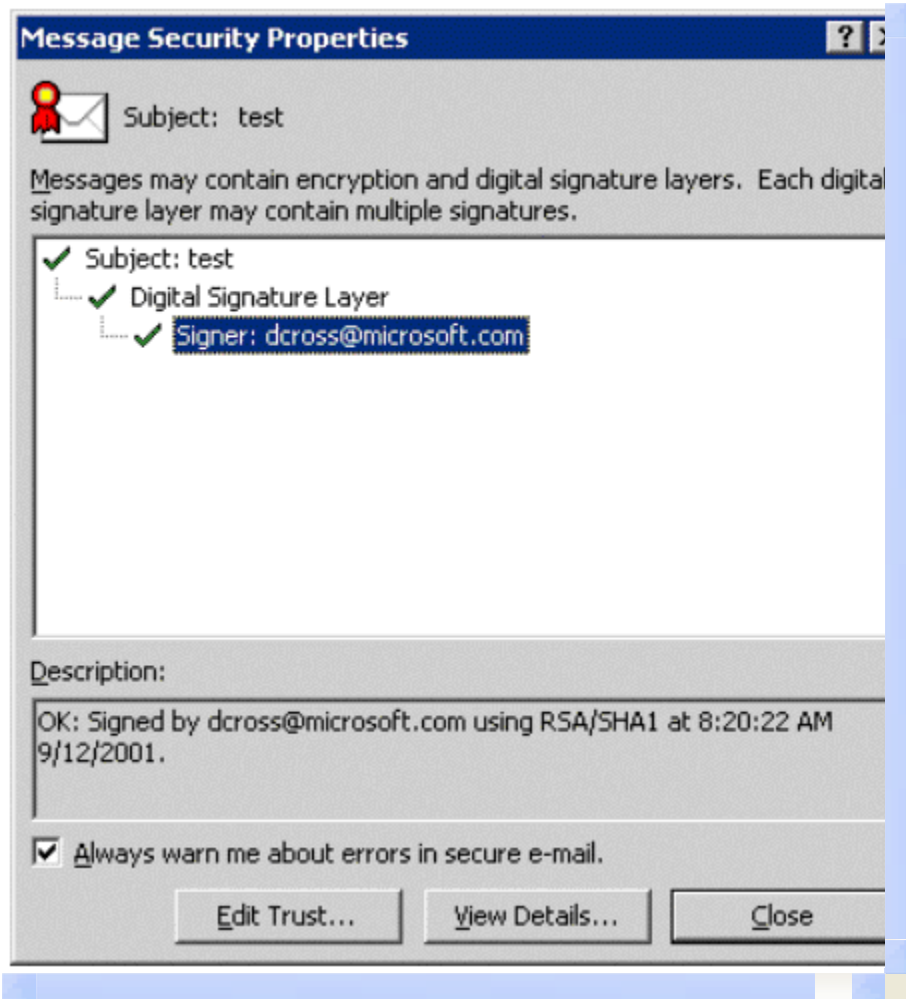 Message Security Properties
?
Subject: test
Messages may contain encryption and digital signature layers. Each digital
signature layer may contain multiple signatures.
Subject: test
Digital Signature Layer
Signer: dcross@microsoft.com
Description:
OK: Signed by dcross@microsoft.com using RSA/SHA1 at 8:20:22 AM
9/12/2001.
Always warn me about errors in secure e-mail.
Edit Trust... View Details... Close